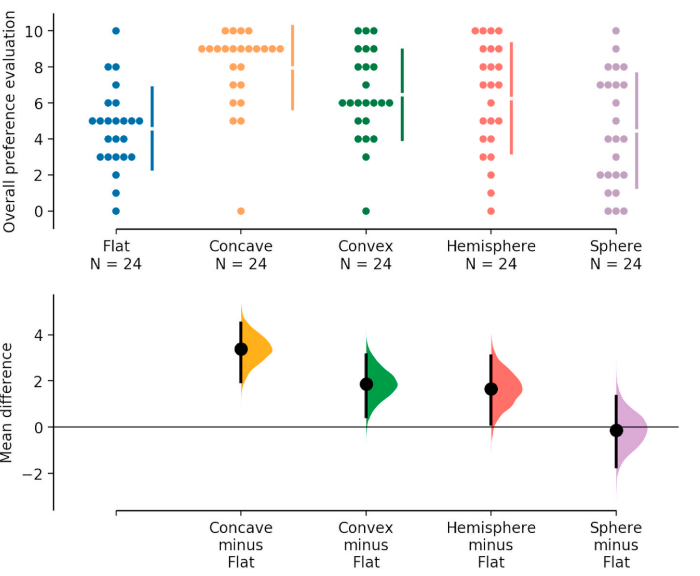 Overall preference evaluation
10
8
6
4
2
0
Flat
N = 24
Concave
N = 24
Convex
N = 24
Hemisphere
N = 24
Sphere
N = 24
Mean difference
4
2
0
−2
Concave
minus
Flat
Convex
minus
Flat
Hemisphere
minus
Flat
Sphere
minus
Flat